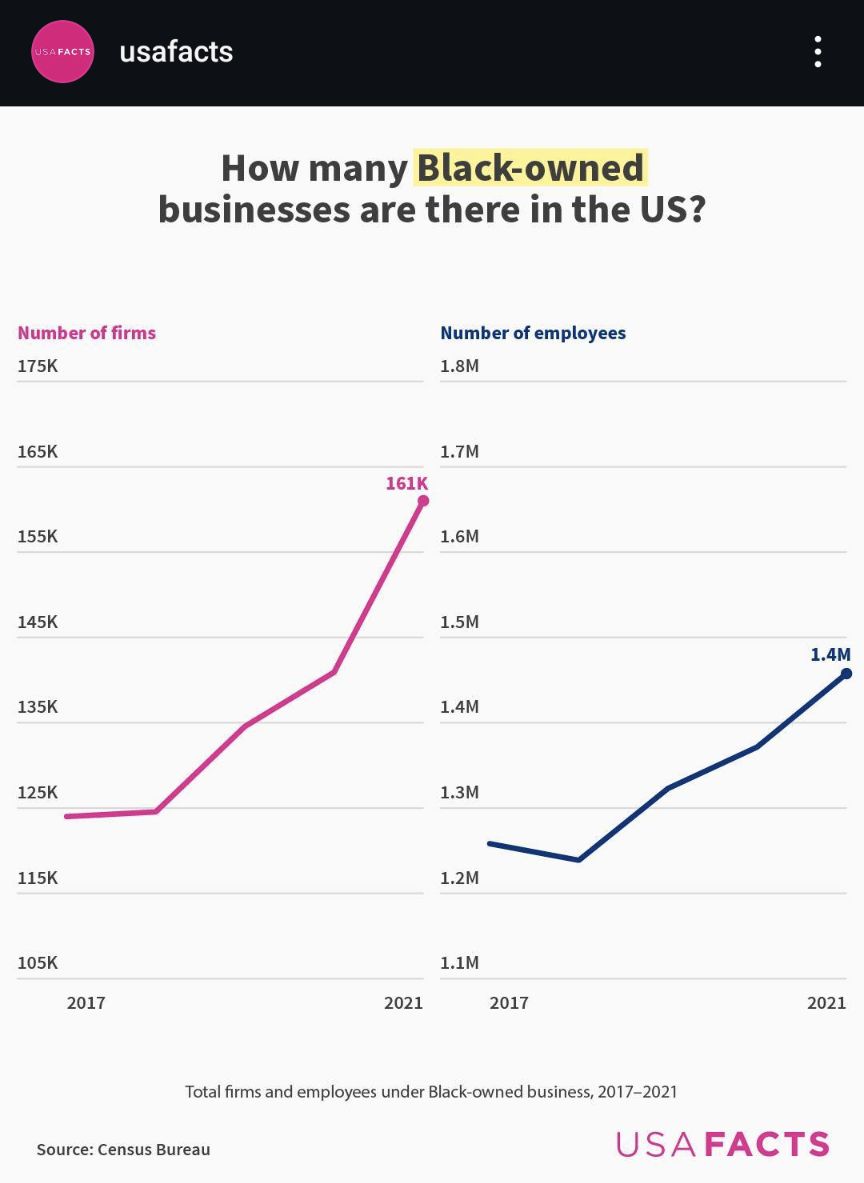 USAFACTS
usafacts
How many Black-owned
businesses are there in the US?
Number of firms
175K
165K
161K
155K
145K
135K
125K
115K
105K
2017 2021
Number of employees
1.8M
1.7M
1.6M
1.5M
1.4M
1.4M
1.3M
1.2M
1.1M
2017 2021
Total firms and employees under Black-owned business, 2017–2021
Source: Census Bureau
USAFACTS